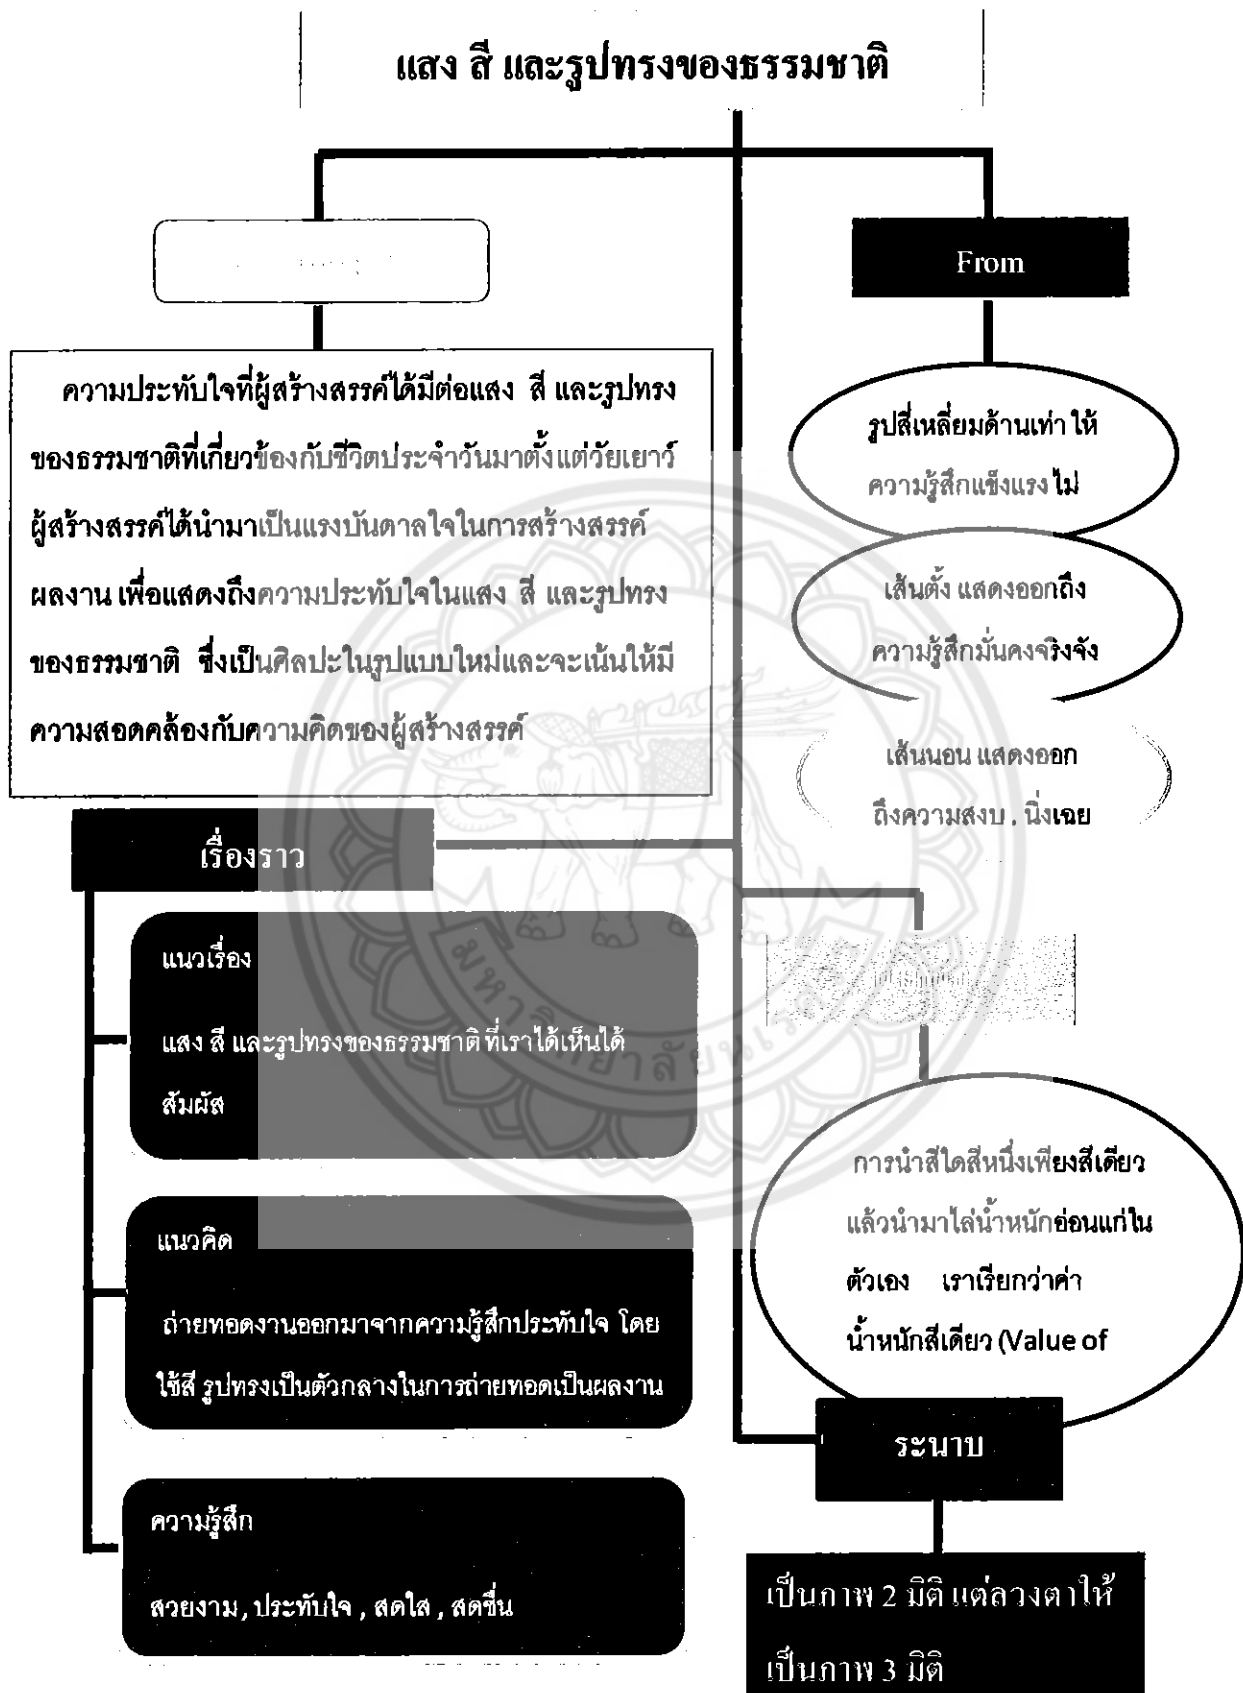 แสง สี และรูปทรงของธรรมชาติ
From
ความประทับใจที่ผู้สร้างสรรค์ได้มีต่อแสง สี และรูปทรง
ของธรรมชาติที่เกี่ยวข้องกับชีวิตประจำวันมาตั้งแต่วัยเยาว์
ผู้สร้างสรรค์ได้นำมาเป็นแรงบันดาลใจในการสร้างสรรค์
ผลงาน เพื่อแสดงถึงความประทับใจในแสง สี และรูปทรง
ของธรรมชาติ ซึ่งเป็นศิลปะในรูปแบบใหม่และจะเน้นให้มี
ความสอดคล้องกับความคิดของผู้สร้างสรรค์
รูปสี่เหลี่ยมด้านเท่า ให้
ความรู้สึกแข็งแรง ไม่
เส้นตั้ง แสดงออกถึง
ความรู้สึกมั่นคงจริงจัง
เส้นนอน แสดงออก
ถึงความสงบ , นิ่งเฉย
เรื่องราว
แนวเรื่อง
แสง สี และรูปทรงของธรรมชาติ ที่เราได้เห็นได้
สัมผัส
มหาวิทยาลัยนเรศวร
แนวคิด
ถ่ายทอดงานออกมาจากความรู้สึกประทับใจ โดย
ใช้สี รูปทรงเป็นตัวกลางในการถ่ายทอดเป็นผลงาน
ความรู้สึก
สวยงาม , ประทับใจ , สดใส , สดชื่น
การนำสีใดสีหนึ่งเพียงสีเดียว
แล้วนำมาไล่น้ำหนักอ่อนแก่ใน
ตัวเอง เราเรียกว่าค่า
น้ำหนักสีเดียว (Value of
ระนาบ
เป็นภาพ 2 มิติ แต่ลวงตาให้
เป็นภาพ 3 มิติ